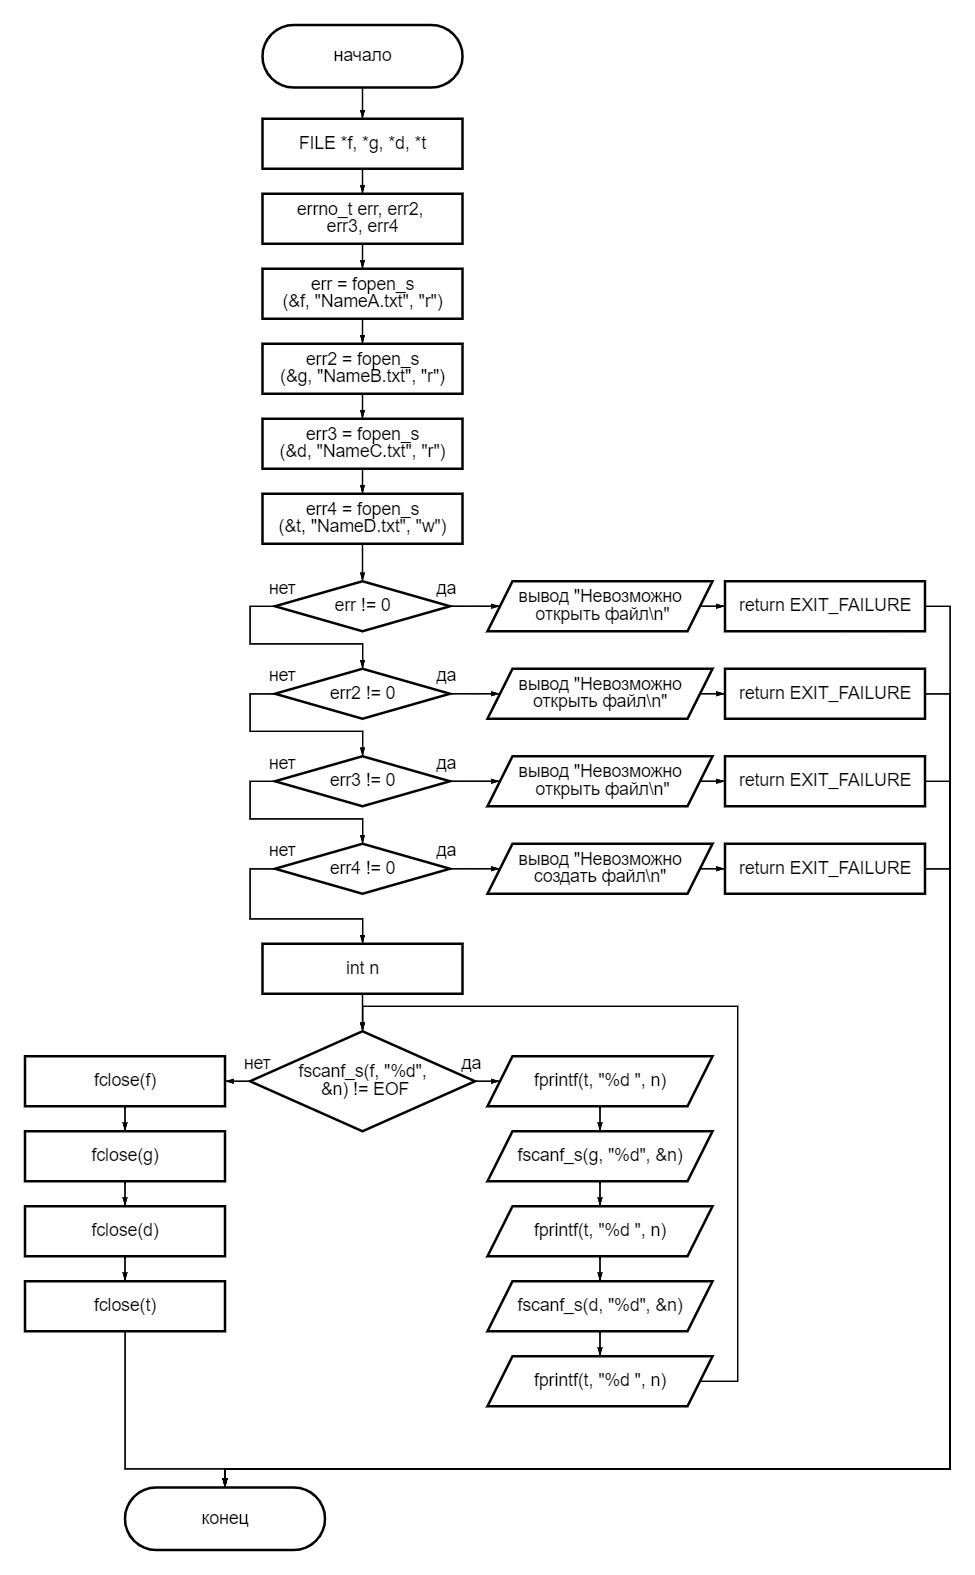 начало
FILE *f, *g, *d, *t
errno_t err, err2,
err3, err4
err = fopen_s
(&f, "NameA.txt", "r")
err2 = fopen_s
(&g, "NameB.txt", "r")
err3 = fopen_s
(&d, "NameC.txt", "r")
err4 = fopen_s
(&t, "NameD.txt", "w")
нет
err != 0
да
вывод "Невозможно
открыть файл\n"
return EXIT_FAILURE
нет
err2 != 0
да
вывод "Невозможно
открыть файл\n"
return EXIT_FAILURE
нет
err3 != 0
да
вывод "Невозможно
открыть файл\n"
return EXIT_FAILURE
нет
err4 != 0
да
вывод "Невозможно
создать файл\n"
return EXIT_FAILURE
int n
нет
fscanf_s(f, "%d",
&n) != EOF
да
fclose(f)
fclose(g)
fclose(d)
fclose(t)
fprintf(t, "%d ", n)
fscanf_s(g, "%d", &n)
fprintf(t, "%d ", n)
fscanf_s(d, "%d", &n)
fprintf(t, "%d ", n)
конец